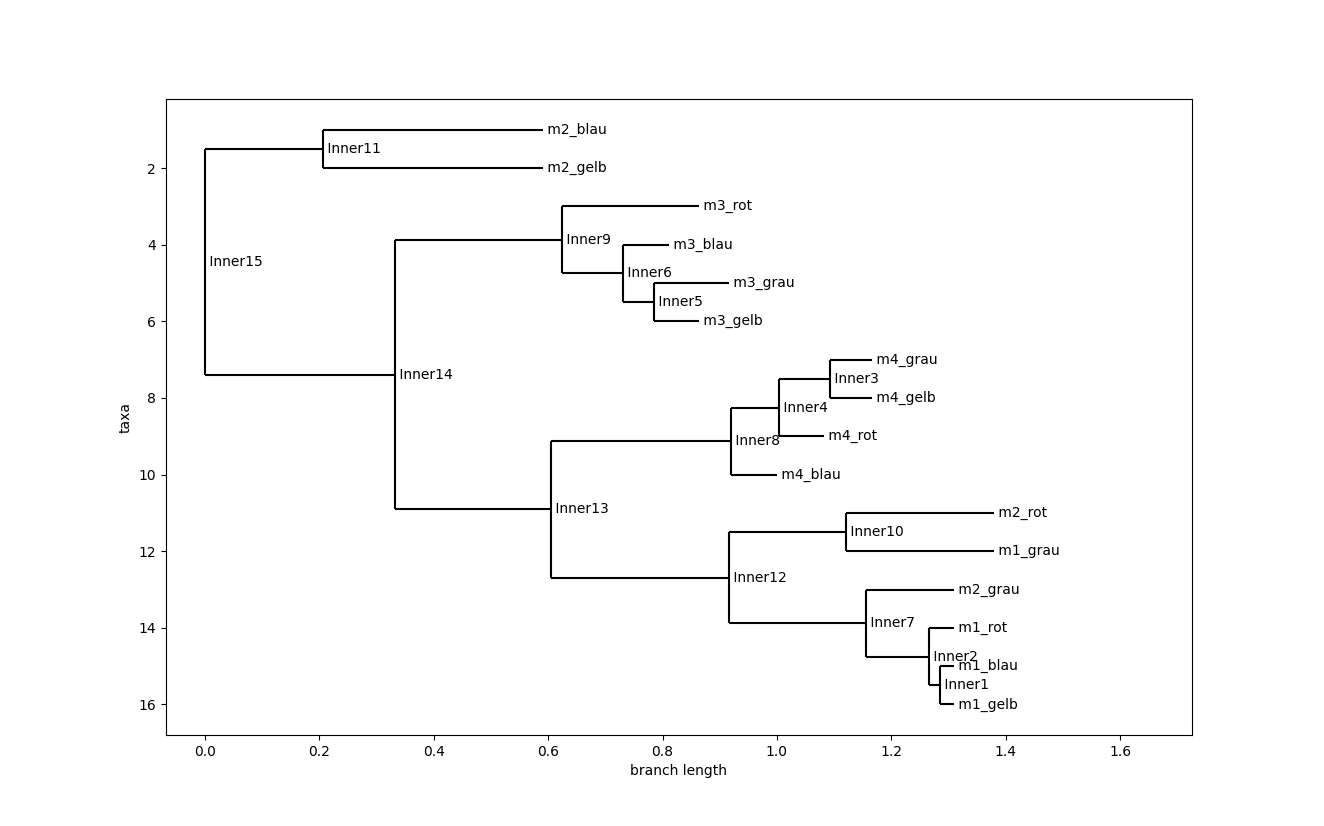 m2_blau
Inner11
m2_gelb
2
m3_rot
Inner9
4
m3_blau
Inner15
Inner6
m3_grau
Inner5
6
m3_gelb
m4_grau
Inner14
Inner3
8
m4_gelb
Inner4
taxa
m4_rot
Inner8
10
m4_blau
Inner13
m2_rot
Inner10
12
m1_grau
Inner12
m2_grau
Inner7
14
m1_rot
Inner2
m1_blau
Inner1
16
m1_gelb
0.0 0.2 0.4 0.6 0.8 1.0 1.2 1.4 1.6
branch length